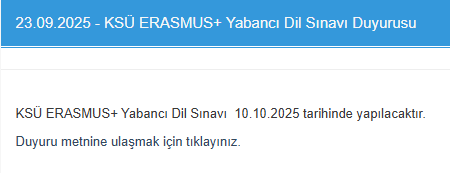 23.09.2025 - KSÜ ERASMUS+ Yabancı Dil Sınavı Duyurusu
KSÜ ERASMUS+ Yabancı Dil Sınavı  10.10.2025 tarihinde yapılacaktır.
Duyuru metnine ulaşmak için tıklayınız.